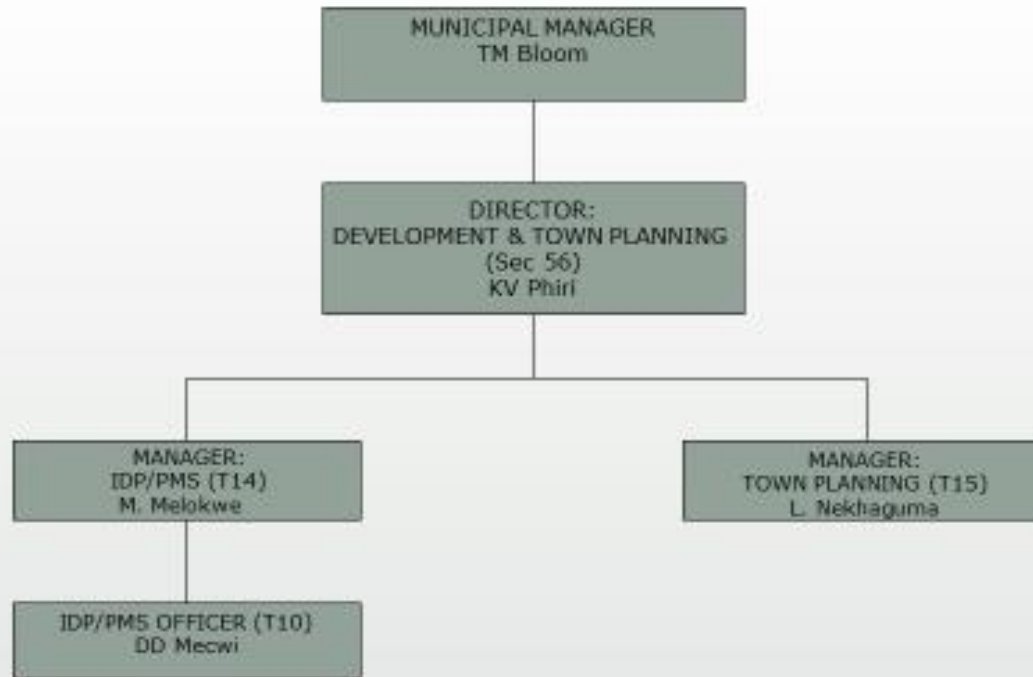 MUNICIPAL MANAGER
TM Bloom
DIRECTOR:
DEVELOPMENT & TOWN PLANNING
(Sec 56)
KV Phiri
MANAGER:
IDP/PMS (T14)
M. Melokwe
MANAGER:
TOWN PLANNING (T15)
L. Nekhaguma
IDP/PMS OFFICER (T10)
DD Mecwi